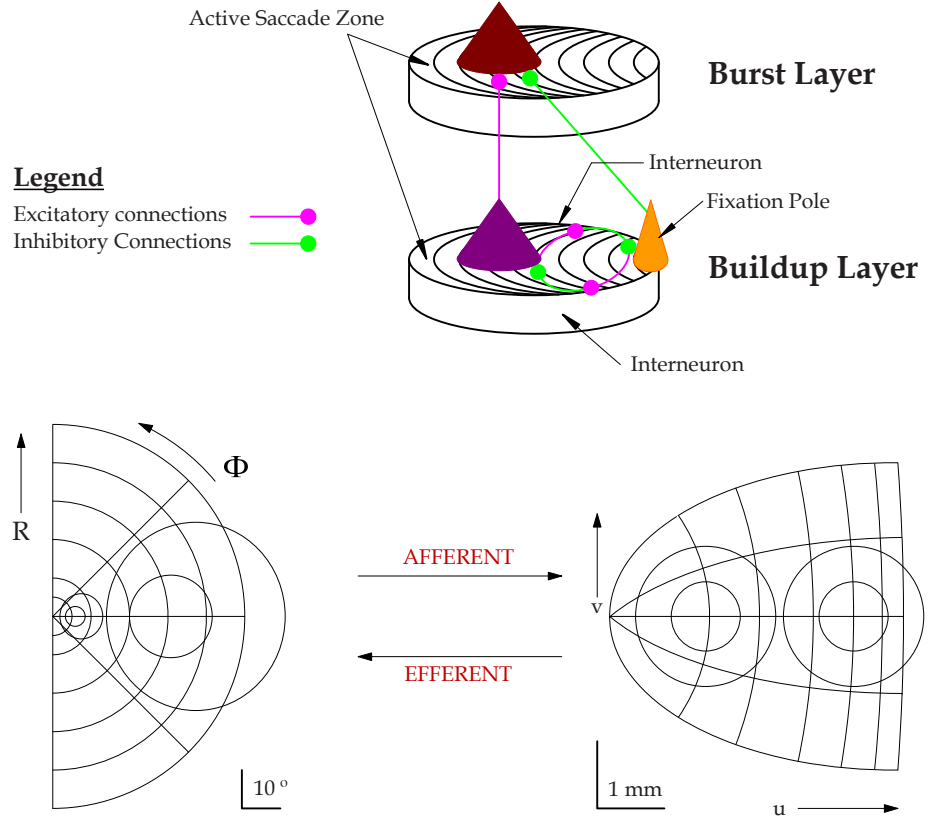 Active Saccade Zone
Burst Layer
Interneuron
Legend
Excitatory connections
Inhibitory Connections
Fixation Pole
Buildup Layer
Interneuron
R
Φ
AFFERENT
EFFERENT
v
10 °
1 mm
u